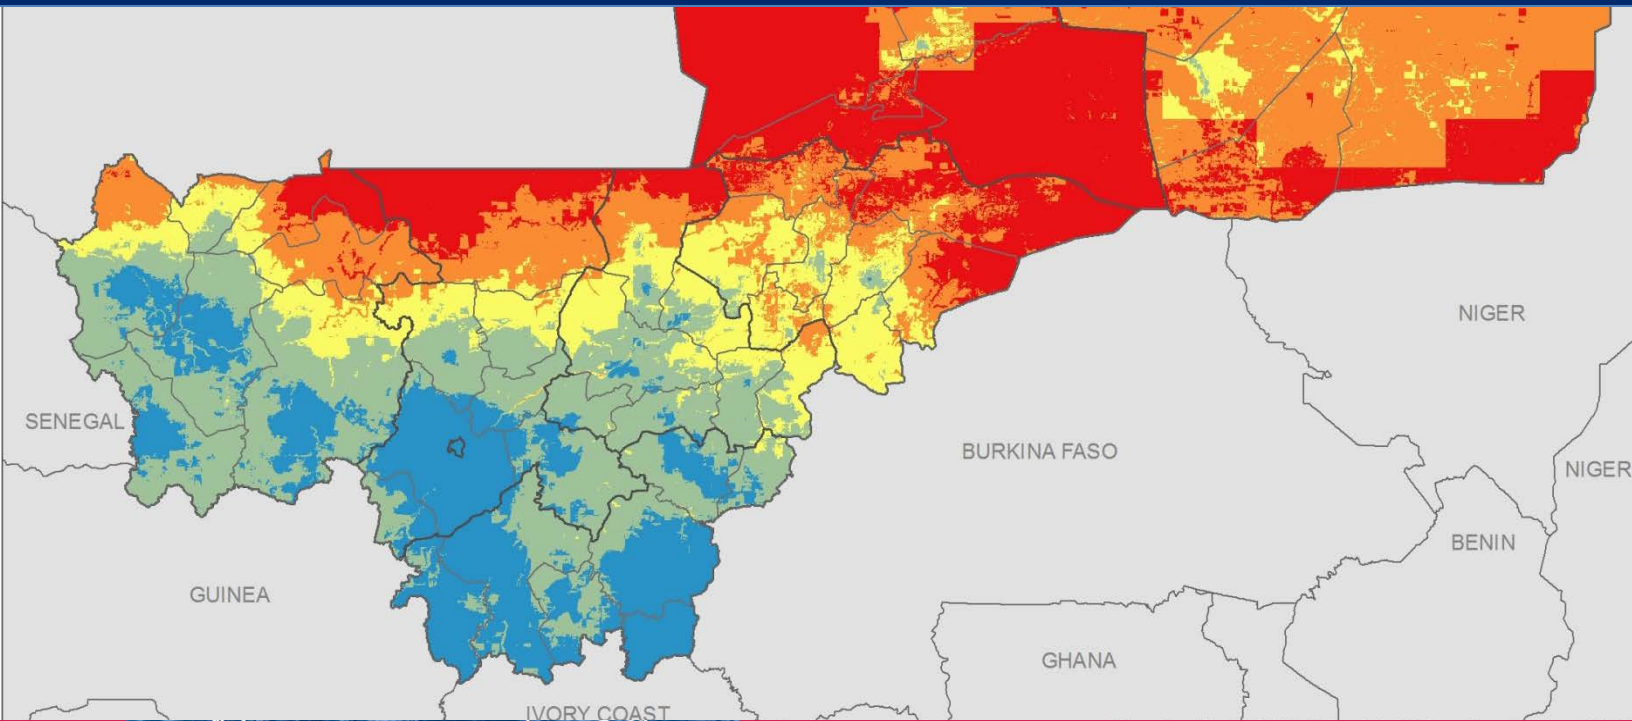 NIGER
SENEGAL
BURKINA FASO
NIGER
BENIN
GUINEA
GHANA
IVORY COAST